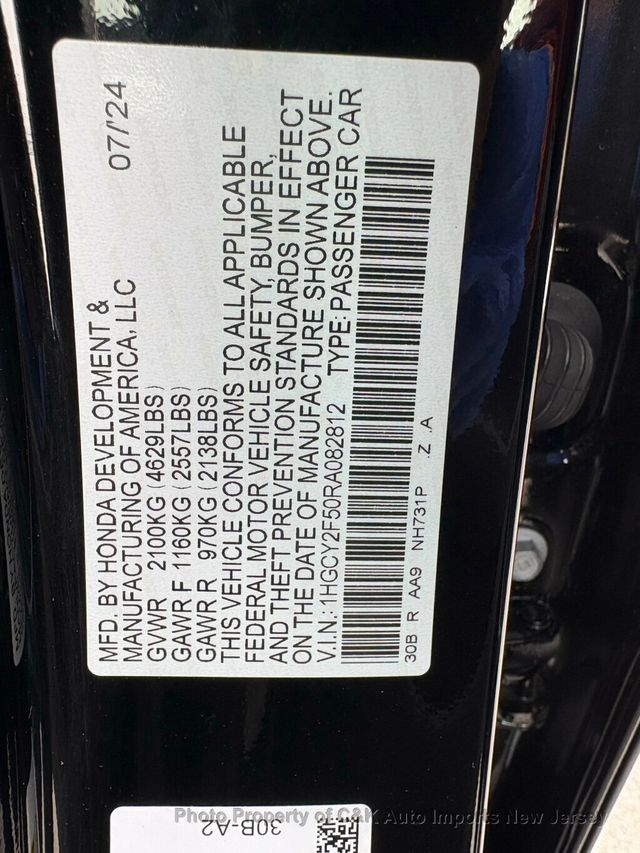 MFD. BY HONDA DEVELOPMENT & 07/'24
MANUFACTURING OF AMERICA, LLC
GVWR 2100KG (4629LBS)
GAWR F 1160KG (2557LBS)
GAWR R 970KG (2138LBS)
THIS VEHICLE CONFORMS TO ALL APPLICABLE
FEDERAL MOTOR VEHICLE SAFETY, BUMPER,
AND THEFT PREVENTION STANDARDS IN EFFECT
ON THE DATE OF MANUFACTURE SHOWN ABOVE.
V.I.N.: 1HGCY2F50RA082812 TYPE: PASSENGER CAR
30B R AA9 NH731P .Z .A
30B-A2
Photo Property of C&K Auto Imports New Jersey